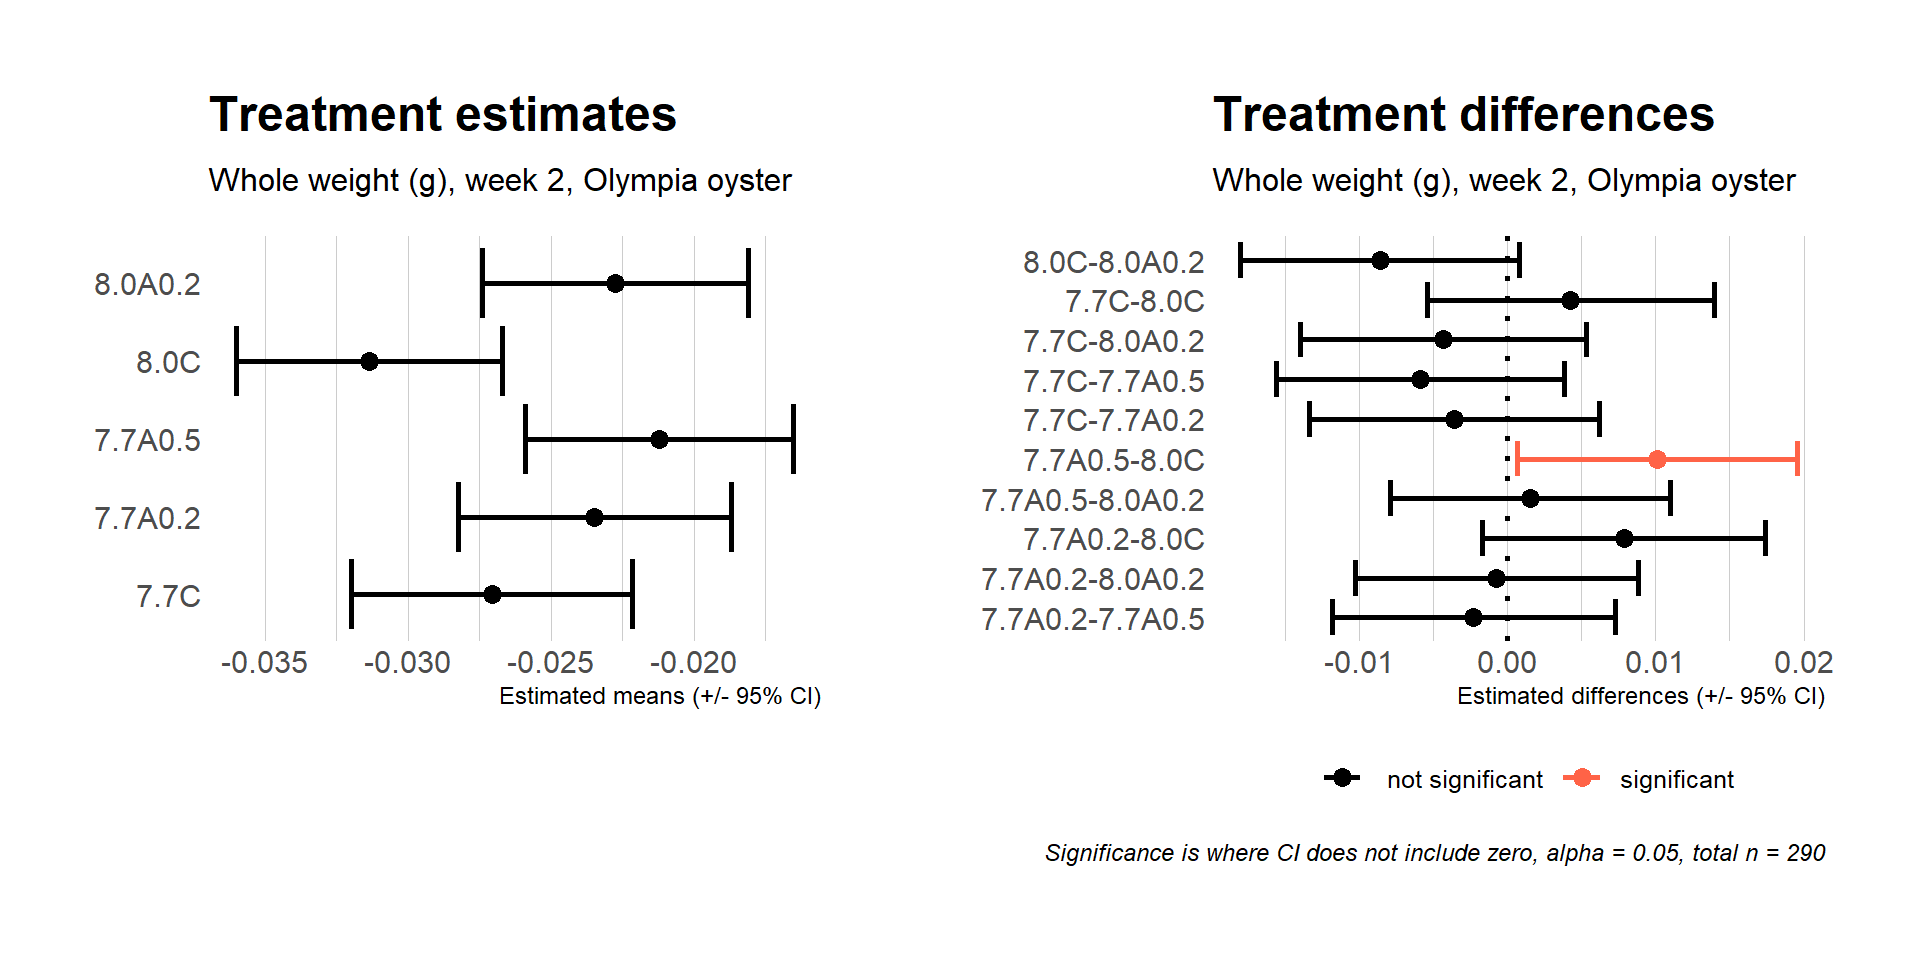 Treatment estimates
Whole weight (g), week 2, Olympia oyster
8.0A0.2
8.0C
7.7A0.5
7.7A0.2
7.7C
-0.035 -0.030 -0.025 -0.020
Estimated means (+/- 95% CI)
Treatment differences
Whole weight (g), week 2, Olympia oyster
8.0C-8.0A0.2
7.7C-8.0C
7.7C-8.0A0.2
7.7C-7.7A0.5
7.7C-7.7A0.2
7.7A0.5-8.0C
7.7A0.5-8.0A0.2
7.7A0.2-8.0C
7.7A0.2-8.0A0.2
7.7A0.2-7.7A0.5
-0.01 0.00 0.01 0.02
Estimated differences (+/- 95% CI)
not significant significant
Significance is where CI does not include zero, alpha = 0.05, total n = 290